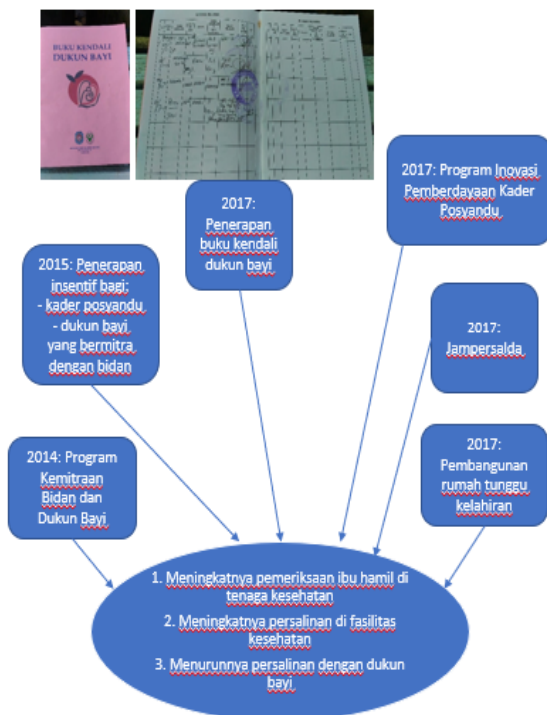 BUKU KENDALI
DUKUN BAYI
2017:
Penerapan
buku kendali
dukun bayi
2017: Program Inovasi
Pemberdayaan Kader
Posyandu
2015: Penerapan
insentif bagi:
- kader posyandu
- dukun bayi
yang bermitra
dengan bidan
2017:
Jampersalda
2014: Program
Kemitraan
Bidan dan
Dukun Bayi
2017:
Pembangunan
rumah tunggu
kelahiran
1. Meningkatnya pemeriksaan ibu hamil di
tenaga kesehatan
2. Meningkatnya persalinan di fasilitas
kesehatan
3. Menurunnya persalinan dengan dukun
bayi